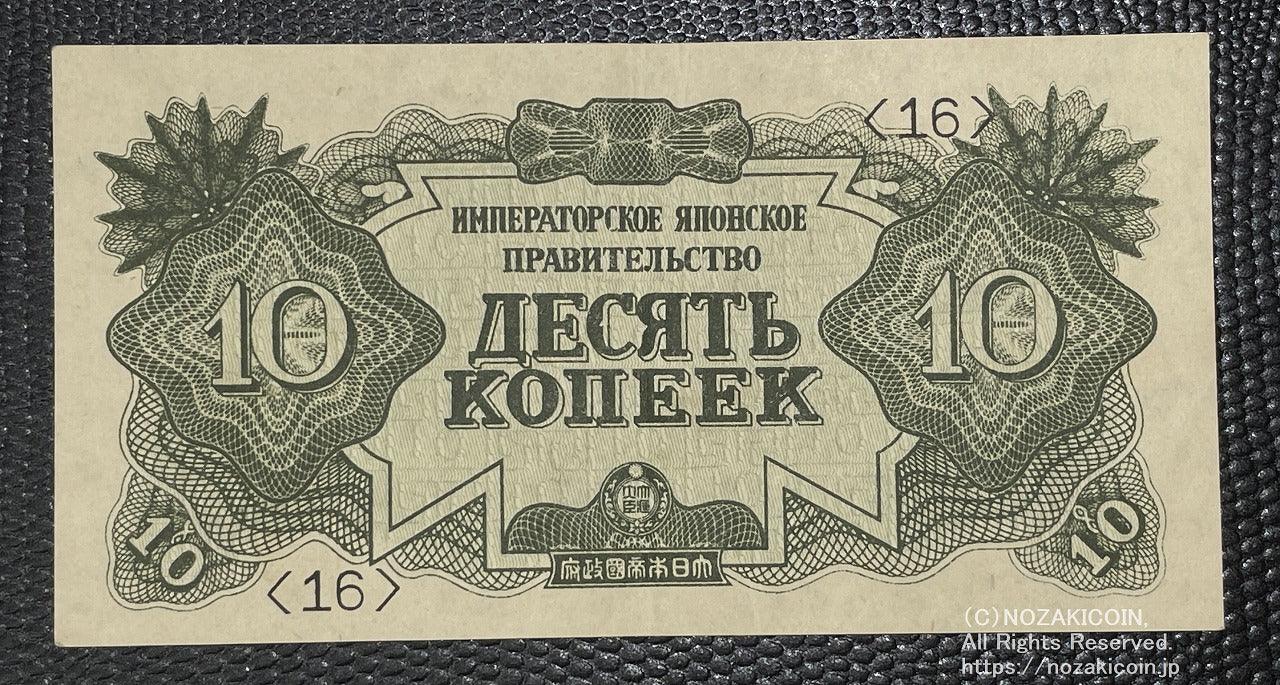 <16>
ИМПЕРАТОРСКОЕ ЯПОНСКОЕ
ПРАВИТЕЛЬСТВО
10
10
ДЕСЯТЬ
КОПЕЕК
10
10
府政國帝本日大
<16>
(C)NOZAKICOIN,
All Rights Reserved.
https://nozakicoin.jp